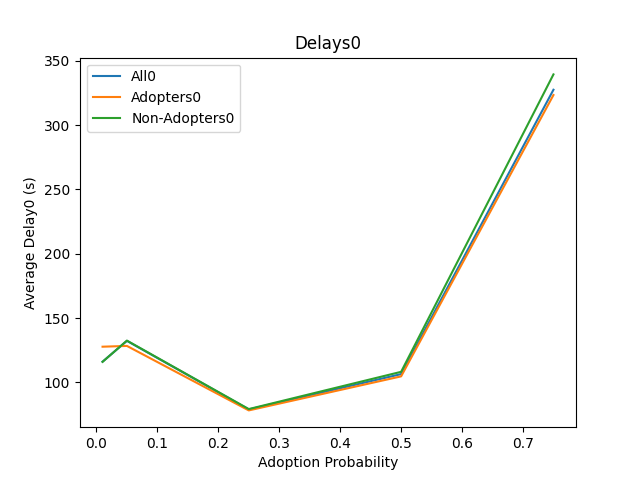 Delays0
All0
Adopters0
Non-Adopters0
Average Delay0 (s)
350
300
250
200
150
100
0.0 0.1 0.2 0.3 0.4 0.5 0.6 0.7
Adoption Probability